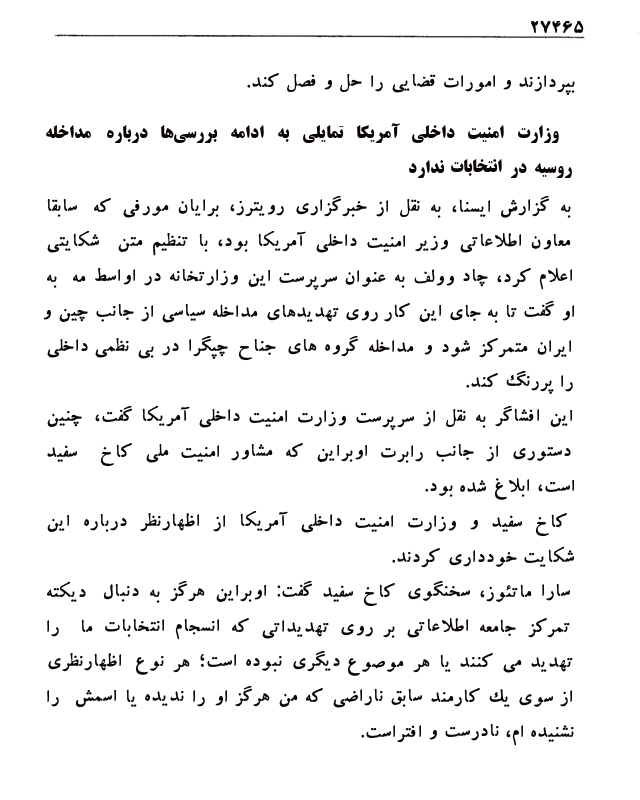 ۲۷۴۶۵
بپردازند و امورات قضایی را حل و فصل کند.
وزارت امنیت داخلی آمریکا تمایلی به ادامه بررسی‌ها درباره مداخله
روسیه در انتخابات ندارد
به گزارش ایسنا، به نقل از خبرگزاری رویترز، برایان مورفی که سابقا
معاون اطلاعاتی وزیر امنیت داخلی آمریکا بود، با تنظیم متن شکایتی
اعلام کرد، چاد وولف به عنوان سرپرست این وزارتخانه در اواسط مه به
او گفت تا به جای این کار روی تهدیدهای مداخله سیاسی از جانب چین و
ایران متمرکز شود و مداخله گروه های جناح چپگرا در بی نظمی داخلی
را پررنگ کند.
این افشاگر به نقل از سرپرست وزارت امنیت داخلی آمریکا گفت، چنین
دستوری از جانب رابرت اوبراین که مشاور امنیت ملی کاخ سفید
است، ابلاغ شده بود.
کاخ سفید و وزارت امنیت داخلی آمریکا از اظهارنظر درباره این
شکایت خودداری کردند.
سارا ماتئوز، سخنگوی کاخ سفید گفت: اوبراین هرگز به دنبال دیکته
تمرکز جامعه اطلاعاتی بر روی تهدیداتی که انسجام انتخابات ما را
تهدید می کنند یا هر موصوع دیگری نبوده است؛ هر نوع اظهارنظری
از سوی یك کارمند سابق ناراضی که من هرگز او را ندیده یا اسمش را
نشنیده ام، نادرست و افتراست.